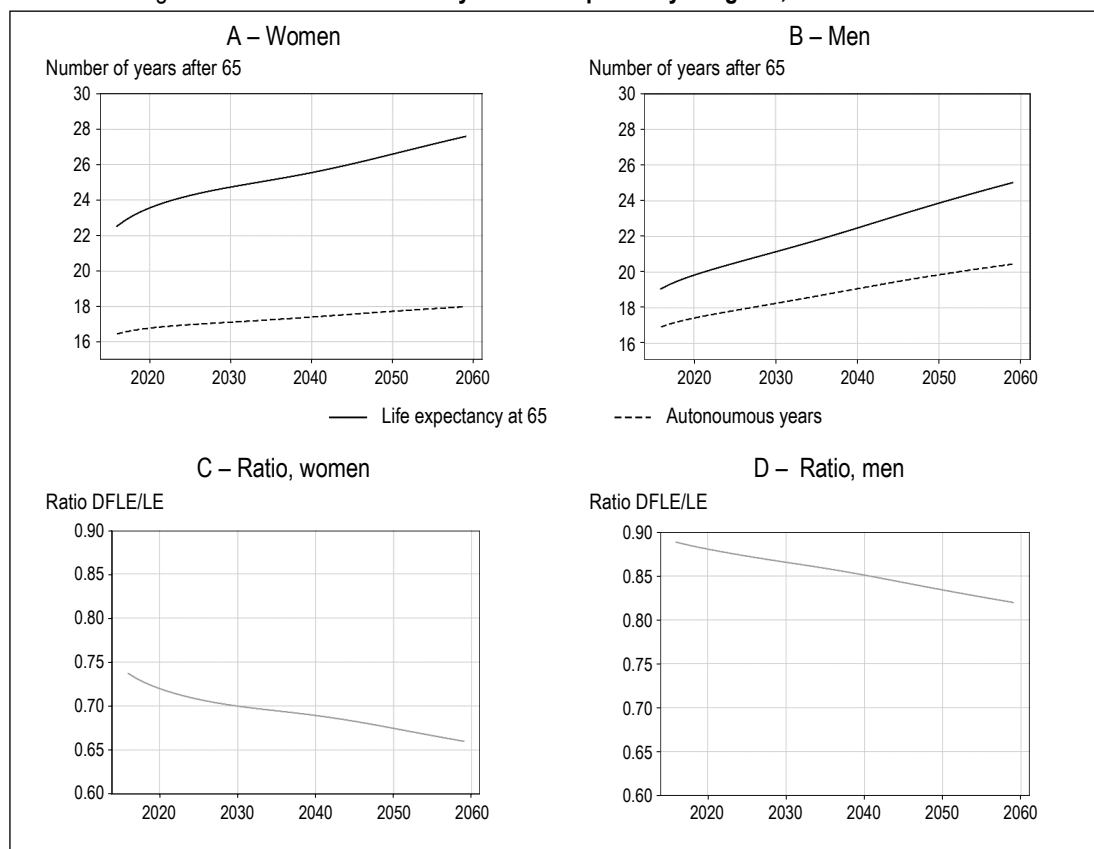 A – Women
B – Men
Number of years after 65
Number of years after 65
30
28
26
24
22
20
18
16
2020 2030 2040 2050 2060
30
28
26
24
22
20
18
16
2020 2030 2040 2050 2060
Life expectancy at 65 Autonoumous years
C – Ratio, women
D – Ratio, men
Ratio DFLE/LE
Ratio DFLE/LE
0.90
0.85
0.80
0.75
0.70
0.65
0.60
2020 2030 2040 2050 2060
0.90
0.85
0.80
0.75
0.70
0.65
0.60
2020 2030 2040 2050 2060